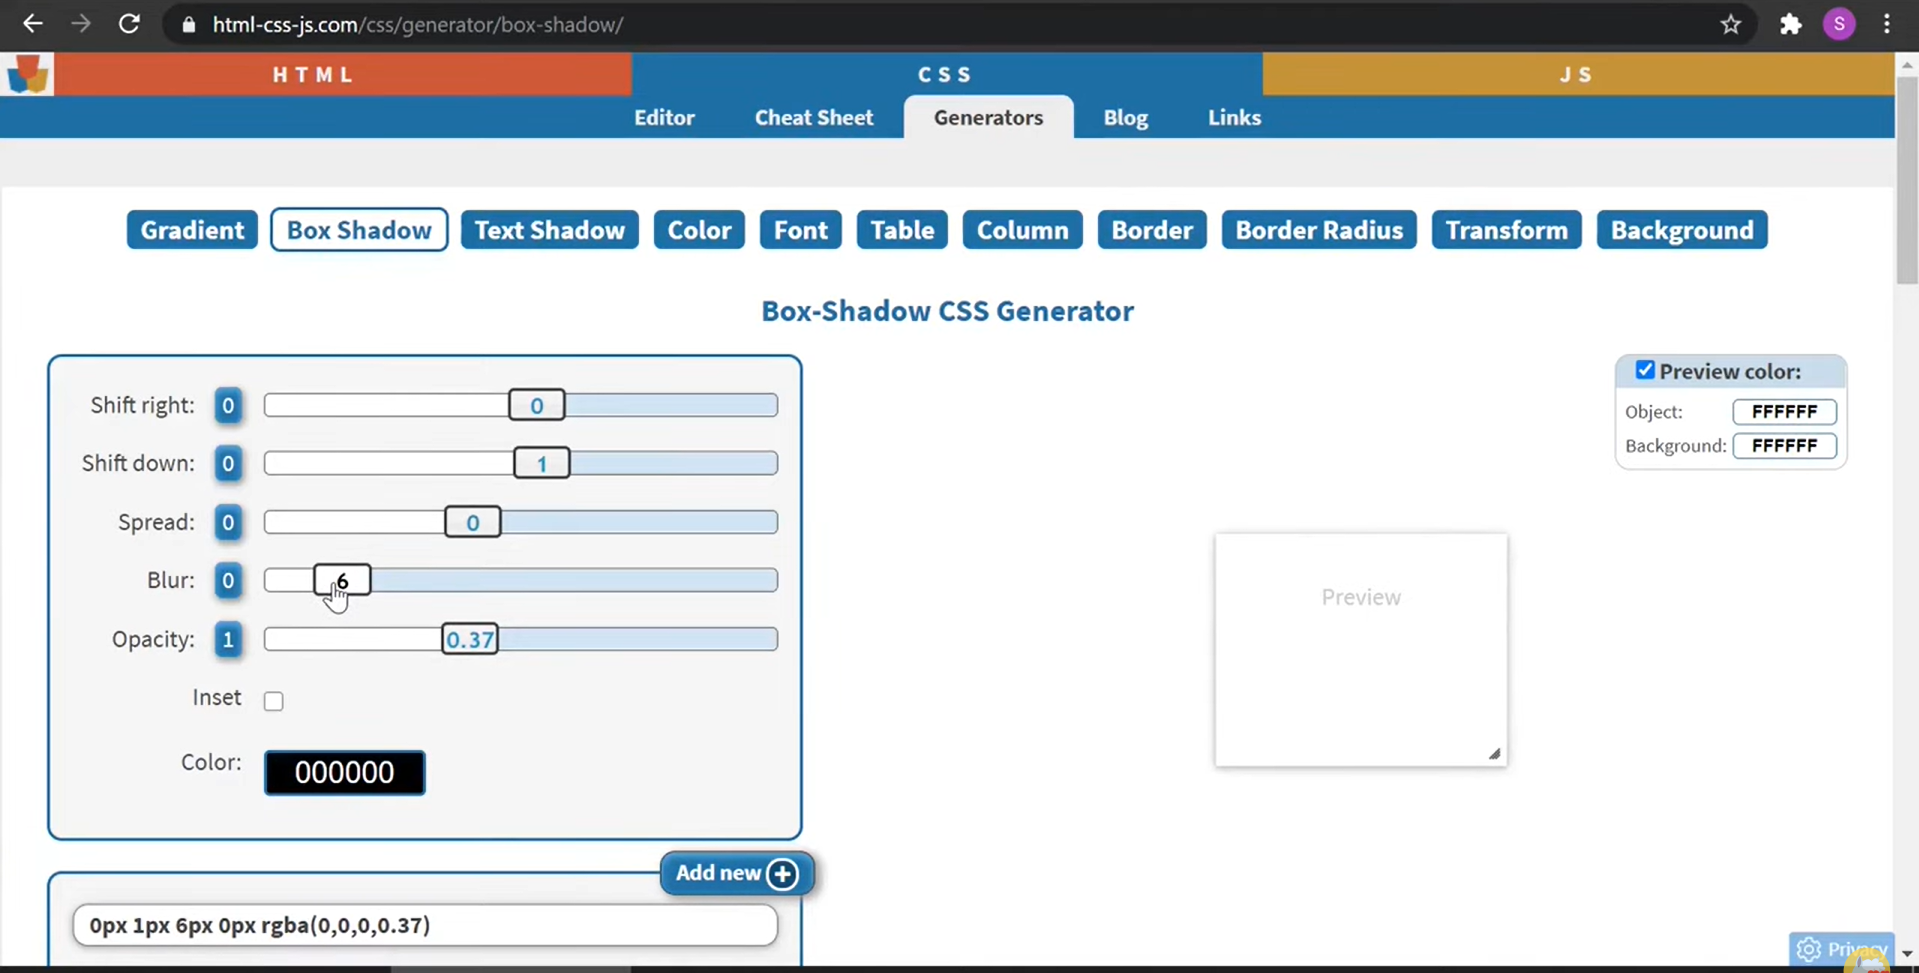 html-css-js.com/css/generator/box-shadow/
S
HTML
CSS
JS
Editor
Cheat Sheet
Generators
Blog
Links
Gradient
Box Shadow
Text Shadow
Color
Font
Table
Column
Border
Border Radius
Transform
Background
Box-Shadow CSS Generator
Shift right: 0 0
Shift down: 0 1
Spread: 0 0
Blur: 0 6
Opacity: 1 0.37
Inset
Color: 000000
Preview color:
Object: FFFFFF
Background: FFFFFF
Preview
Add new
0px 1px 6px 0px rgba(0,0,0,0.37)
Privacy